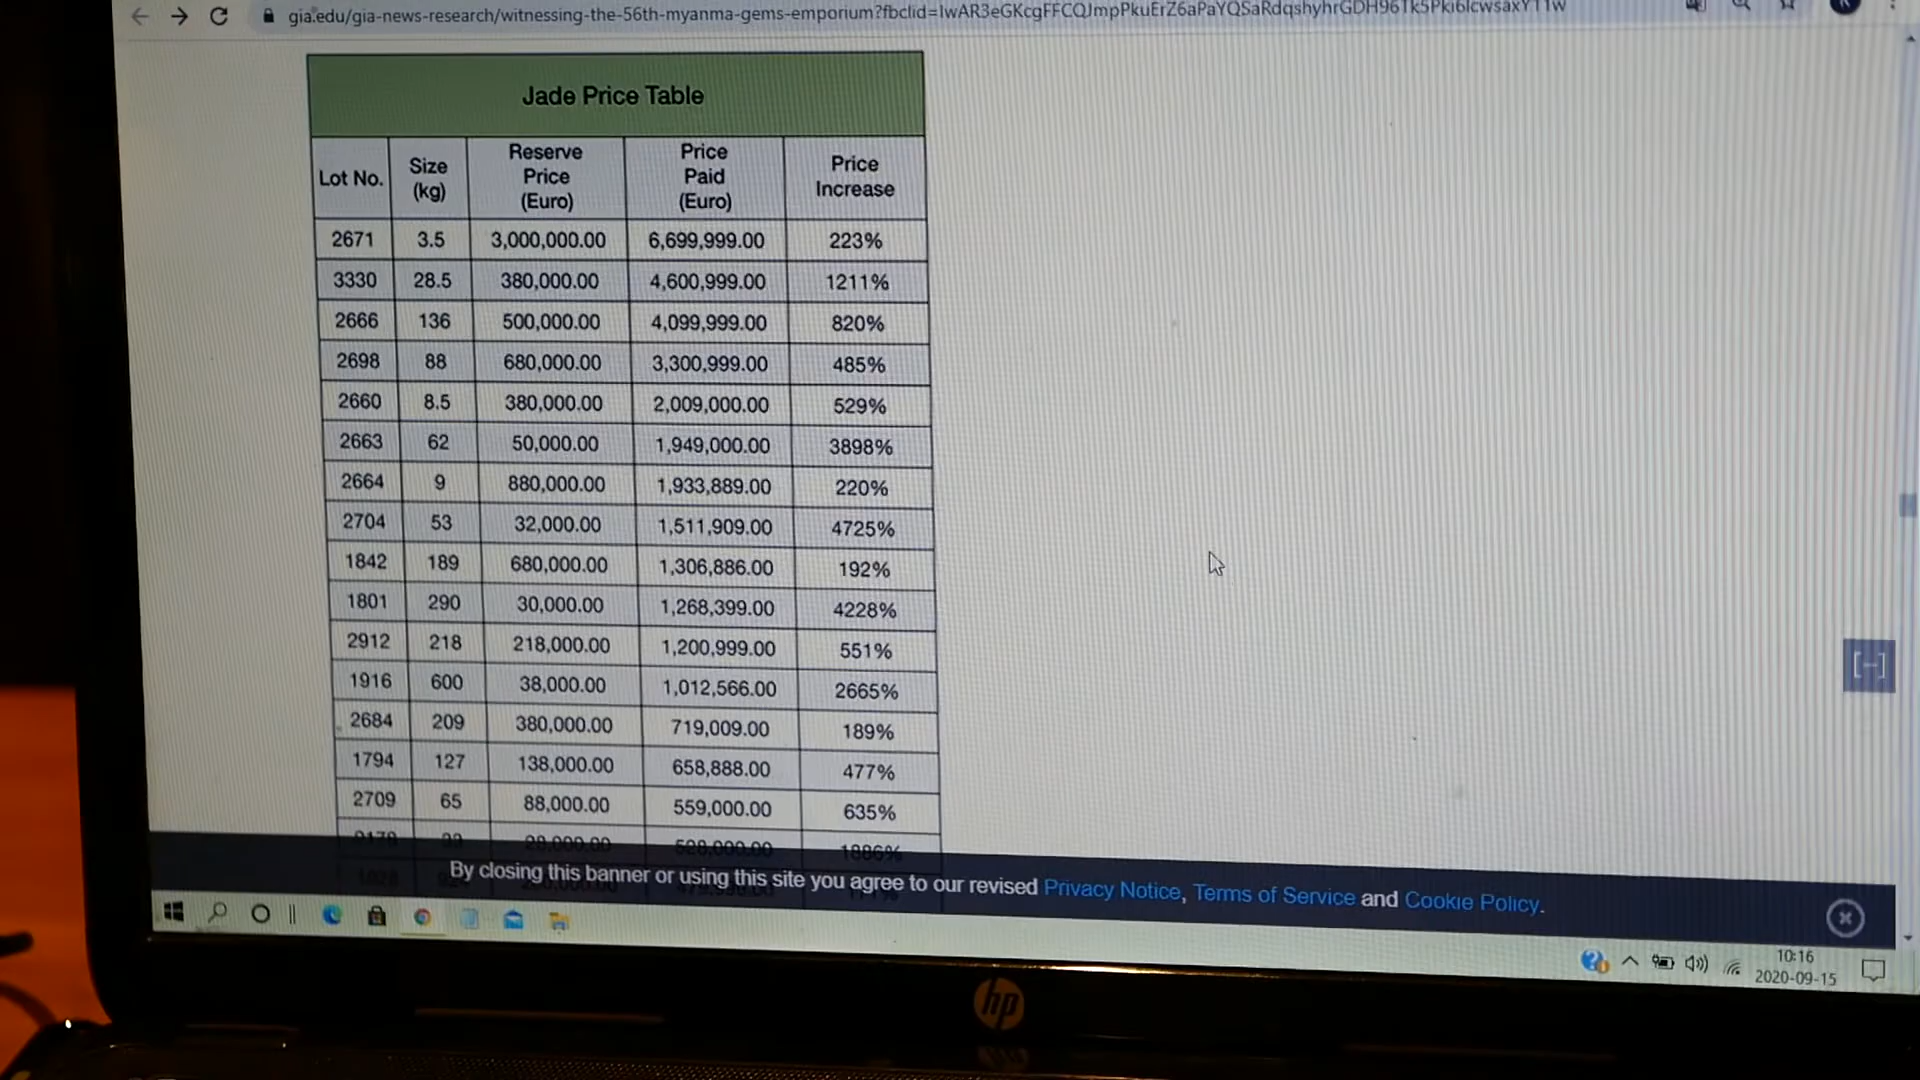 gia.edu/gia-news-research/witnessing-the-56th-myanma-gems-emporium?fbclid=
Jade Price Table
Lot No. Size (kg) Reserve Price (Euro) Price Paid (Euro) Price Increase
2671 3.5 3,000,000.00 6,699,999.00 223%
3330 28.5 380,000.00 4,600,999.00 1211%
2666 136 500,000.00 4,099,999.00 820%
2698 88 680,000.00 3,300,999.00 485%
2660 8.5 380,000.00 2,009,000.00 529%
2663 62 50,000.00 1,949,000.00 3898%
2664 9 880,000.00 1,933,889.00 220%
2704 53 32,000.00 1,511,909.00 4725%
1842 189 680,000.00 1,306,886.00 192%
1801 290 30,000.00 1,268,399.00 4228%
2912 218 218,000.00 1,200,999.00 551%
1916 600 38,000.00 1,012,566.00 2665%
2684 209 380,000.00 719,009.00 189%
1794 127 138,000.00 658,888.00 477%
2709 65 88,000.00 559,000.00 635%
28,000.00 528,000.00 1886%
By closing this banner or using this site you agree to our revised Privacy Notice, Terms of Service and Cookie Policy.
10:16
2020-09-15
hp